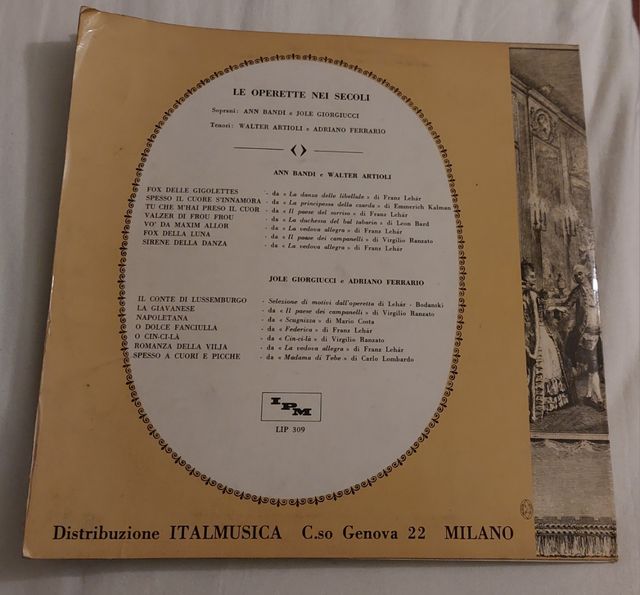 LE OPERETTE NEI SECOLI
Soprani: ANN BANDI e JOLE GIORGIUCCI
Tenori: WALTER ARTIOLI e ADRIANO FERRARIO
ANN BANDI e WALTER ARTIOLI
FOX DELLE GIGOLETTES - da « La danza delle libellule » di Franz Lehár
SPESSO IL CUORE S'INNAMORA - da « La principessa della czarda » di Emmerich Kalman
TU CHE M'HAI PRESO IL CUOR - da « Il paese del sorriso » di Franz Lehár
VALZER DI FROU FROU - da « La duchessa del bal tabarin » di Leon Bard
VO' DA MAXIM ALLOR - da « La vedova allegra » di Franz Lehár
FOX DELLA LUNA - da « Il paese dei campanelli » di Virgilio Ranzato
SIRENE DELLA DANZA - da « La vedova allegra » di Franz Lehár
JOLE GIORGIUCCI e ADRIANO FERRARIO
IL CONTE DI LUSSEMBURGO - Selezione di motivi dall'operetta di Lehár - Bodanski
LA GIAVANESE - da « Il paese dei campanelli » di Virgilio Ranzato
NAPOLETANA - da « Scugnizza » di Mario Costa
O DOLCE FANCIULLA - da « Federica » di Franz Lehár
O CIN-CI-LÀ - da « Cin-ci-là » di Virgilio Ranzato
ROMANZA DELLA VILJA - da « La vedova allegra » di Franz Lehár
SPESSO A CUORI E PICCHE - da « Madama di Tebe » di Carlo Lombardo
IPM
LIP 309
Distribuzione ITALMUSICA C.so Genova 22 MILANO